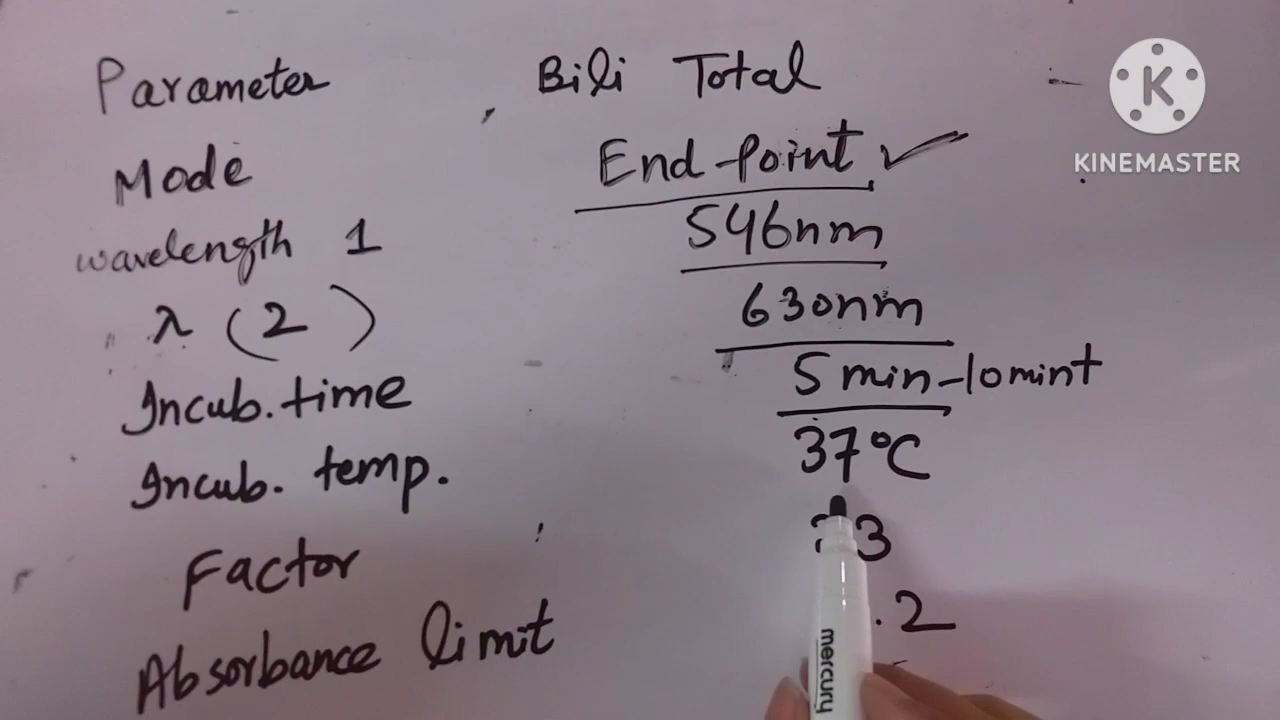 Parameter Bili Total
Mode End-point
wavelength 1 546nm
λ (2) 630nm
Incub.time 5 min-10mint
Incub. temp. 37°C
Factor
Absorbance limit .2
K
KINEMASTER
mercury